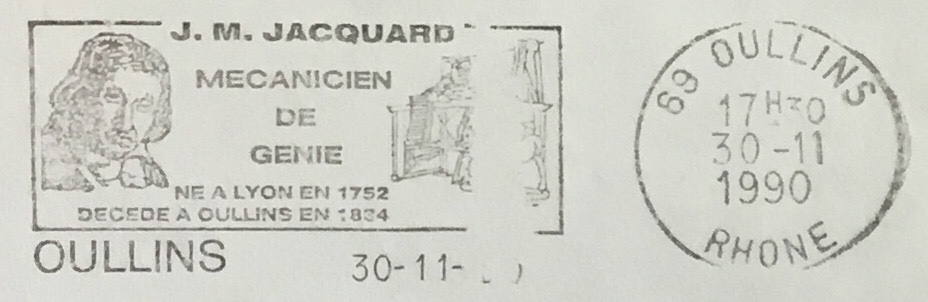 J. M. JACQUARD
MECANICIEN
DE
GENIE
NE A LYON EN 1752
DECEDE A OULLINS EN 1834
OULLINS
30-11-
69 OULLINS
17H30
30-11
1990
RHONE